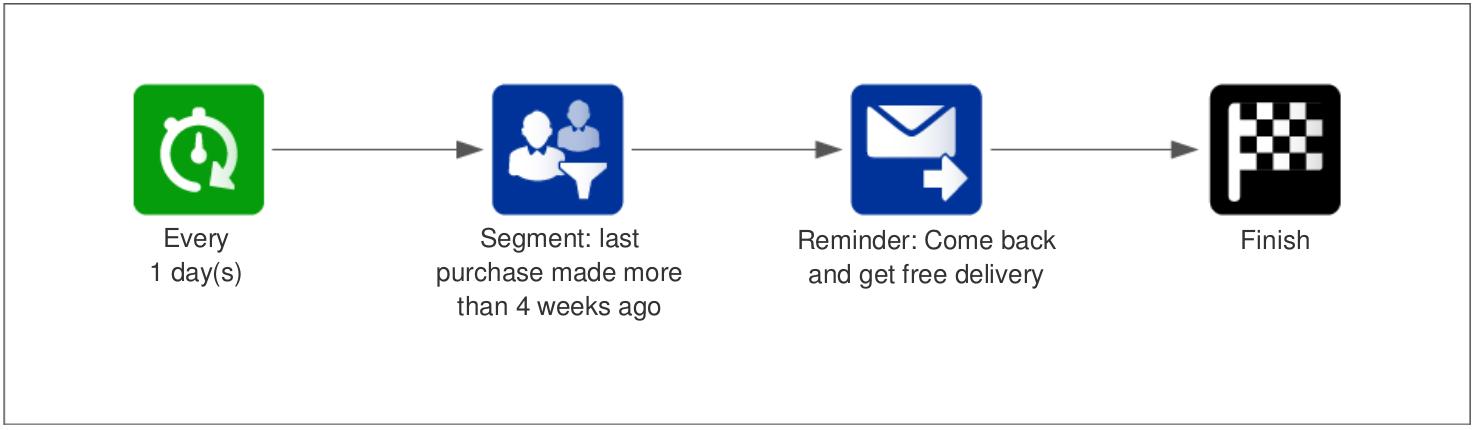 Every
1 day(s)
Segment: last
purchase made more
than 4 weeks ago
Reminder: Come back
and get free delivery
Finish